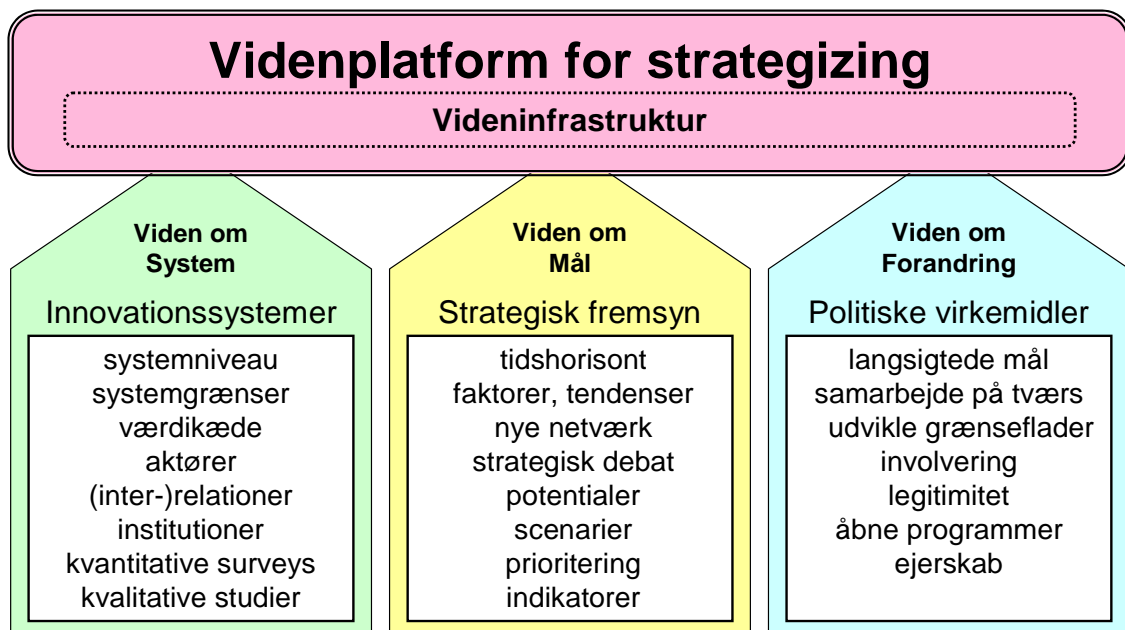 Videnplatform for strategizing
Videninfrastruktur
Viden om
System
Innovationssystemer
systemniveau
systemgrænser
værdikæde
aktører
(inter-)relationer
institutioner
kvantitative surveys
kvalitative studier
Viden om
Mål
Strategisk fremsyn
tidshorisont
faktorer, tendenser
nye netværk
strategisk debat
potentialer
scenarier
prioritering
indikatorer
Viden om
Forandring
Politiske virkemidler
langsigtede mål
samarbejde på tværs
udvikle grænseflader
involvering
legitimitet
åbne programmer
ejerskab